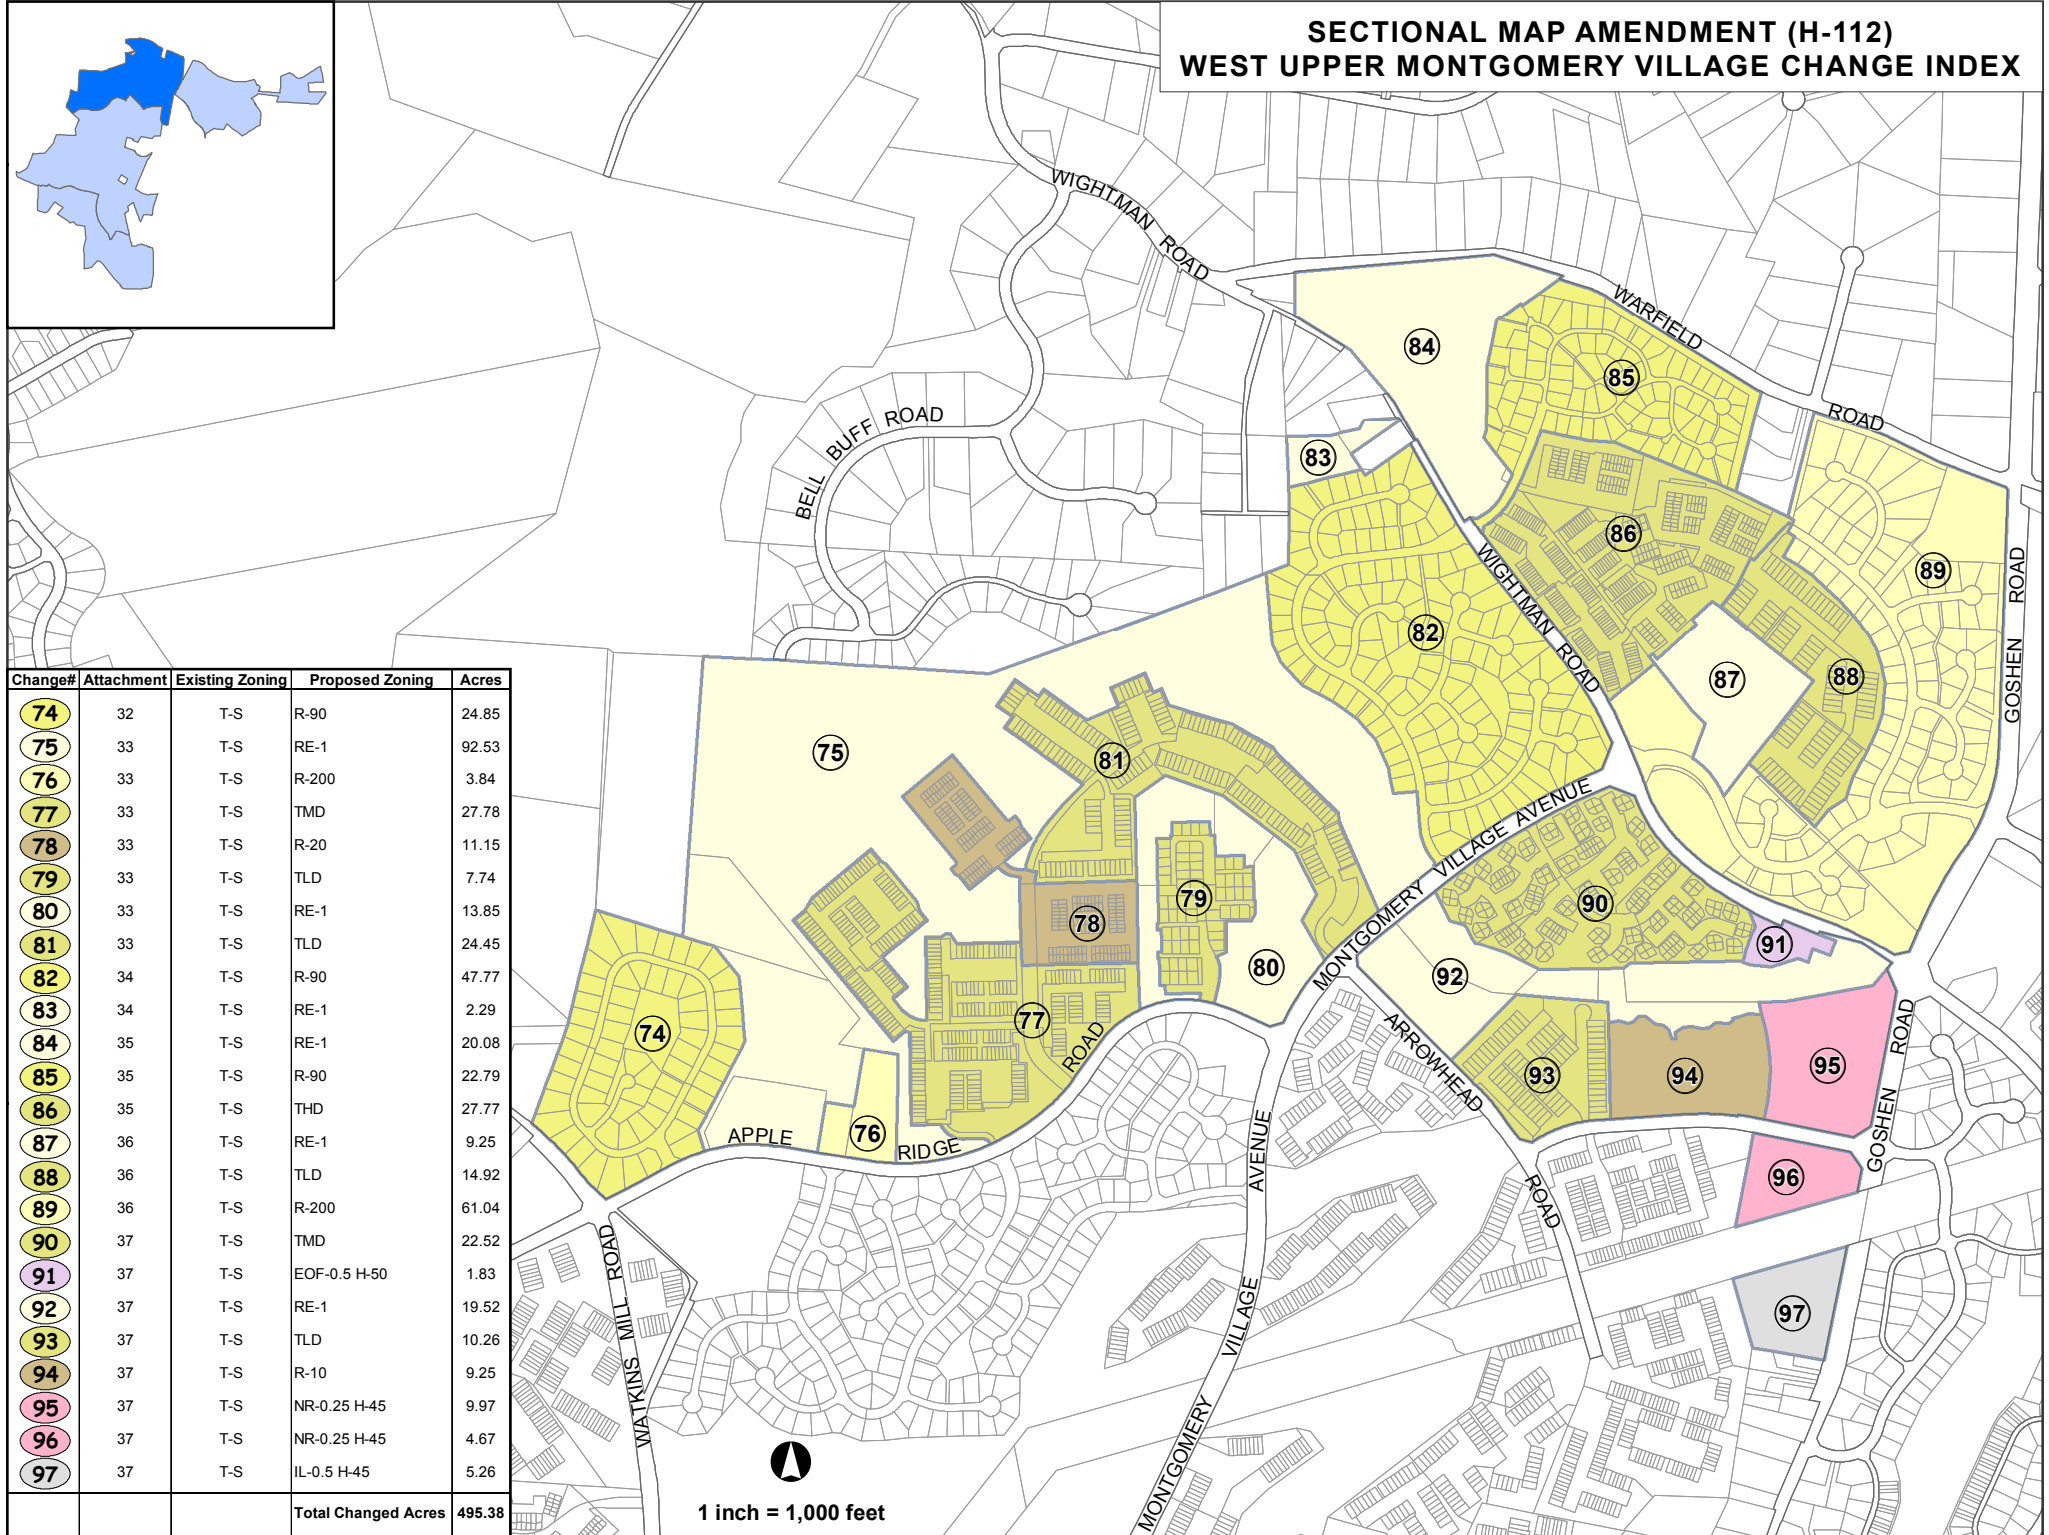 SECTIONAL MAP AMENDMENT (H-112)
WEST UPPER MONTGOMERY VILLAGE CHANGE INDEX
WIGHTMAN ROAD
WARFIELD
ROAD
BELL BUFF ROAD
WIGHTMAN ROAD
GOSHEN ROAD
MONTGOMERY VILLAGE AVENUE
ARROWHEAD
ROAD
GOSHEN ROAD
APPLE
RIDGE
ROAD
WATKINS MILL ROAD
MONTGOMERY
VILLAGE
AVENUE
84
85
83
86
89
82
87
88
75
81
90
79
78
91
80
92
77
74
93
94
95
76
96
97
Change# Attachment Existing Zoning Proposed Zoning Acres
74 32 T-S R-90 24.85
75 33 T-S RE-1 92.53
76 33 T-S R-200 3.84
77 33 T-S TMD 27.78
78 33 T-S R-20 11.15
79 33 T-S TLD 7.74
80 33 T-S RE-1 13.85
81 33 T-S TLD 24.45
82 34 T-S R-90 47.77
83 34 T-S RE-1 2.29
84 35 T-S RE-1 20.08
85 35 T-S R-90 22.79
86 35 T-S THD 27.77
87 36 T-S RE-1 9.25
88 36 T-S TLD 14.92
89 36 T-S R-200 61.04
90 37 T-S TMD 22.52
91 37 T-S EOF-0.5 H-50 1.83
92 37 T-S RE-1 19.52
93 37 T-S TLD 10.26
94 37 T-S R-10 9.25
95 37 T-S NR-0.25 H-45 9.97
96 37 T-S NR-0.25 H-45 4.67
97 37 T-S IL-0.5 H-45 5.26
Total Changed Acres 495.38
1 inch = 1,000 feet